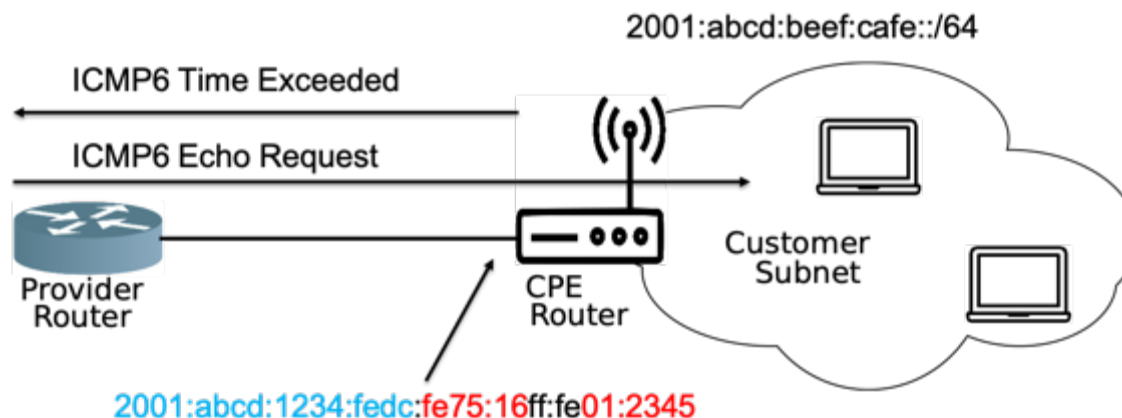 2001:abcd:beef:cafe::/64
ICMP6 Time Exceeded
ICMP6 Echo Request
Provider
Router
CPE
Router
Customer
Subnet
2001:abcd:1234:fedc:fe75:16ff:fe01:2345